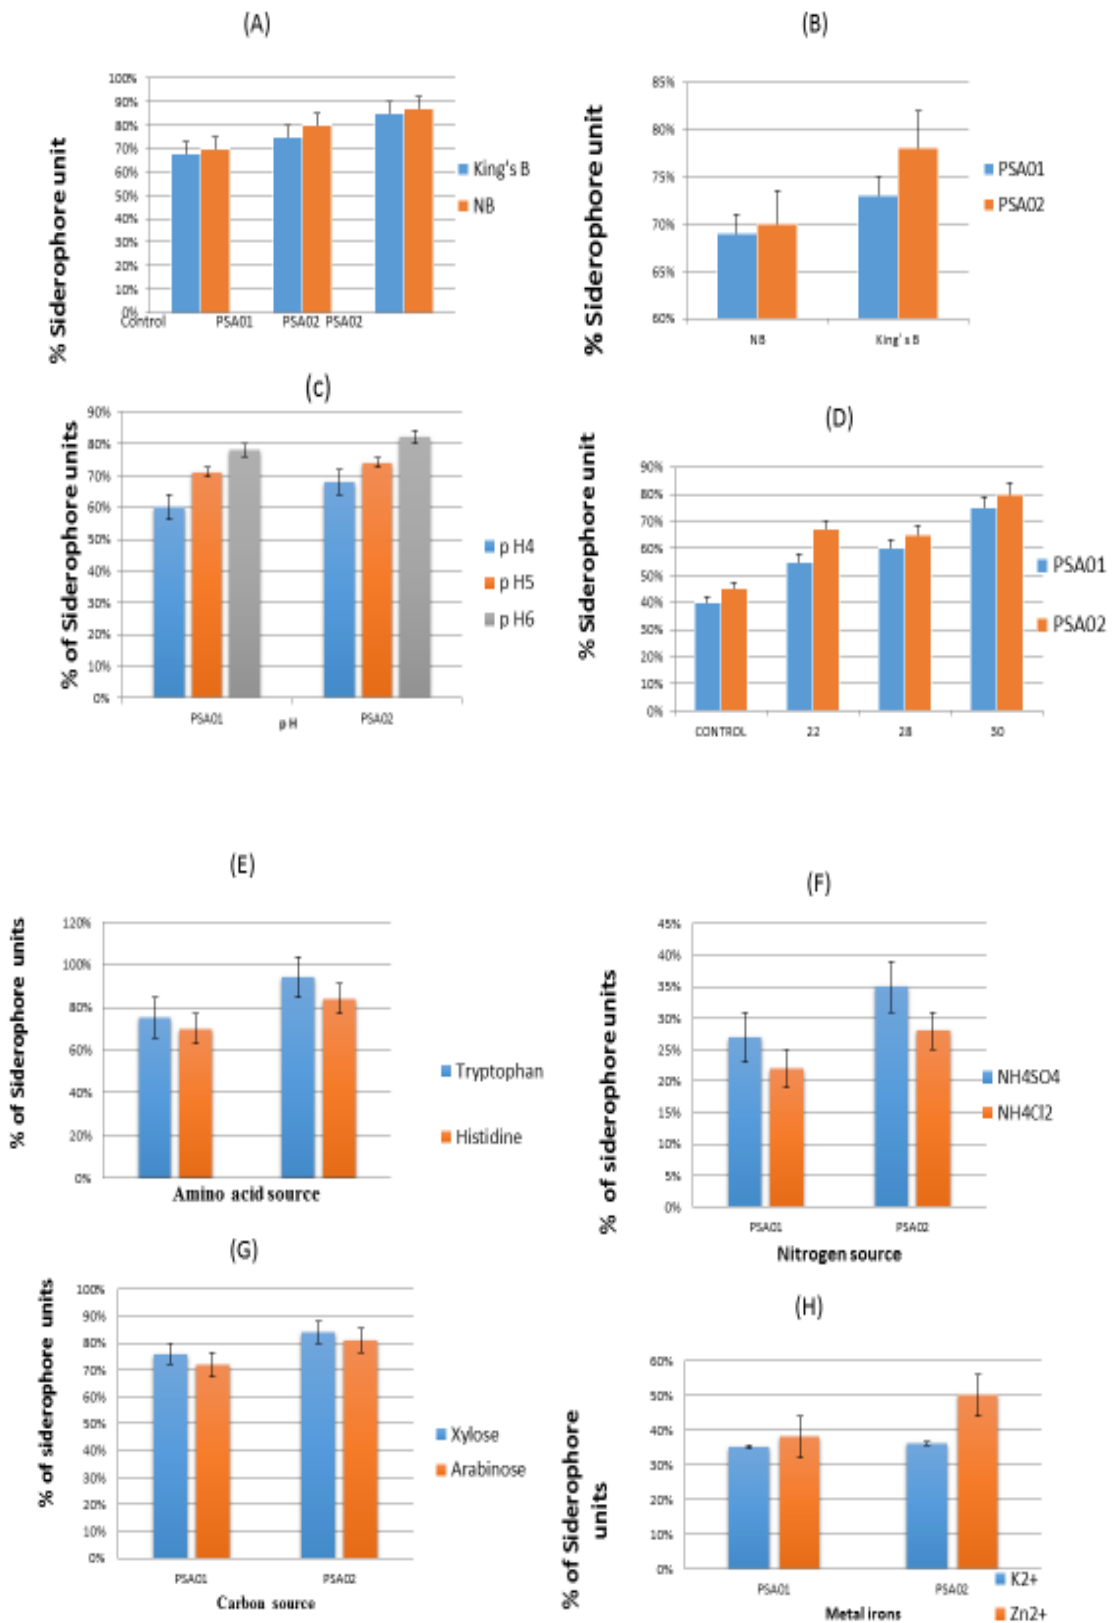 (A)
% Siderophore unit
100%
90%
80%
70%
60%
50%
40%
30%
20%
10%
0%
Control PSA01 PSA02 PSA02
King's B
NB
(B)
% Siderophore unit
85%
80%
75%
70%
65%
60%
NB King's B
PSA01
PSA02
(c)
% of Siderophore units
90%
80%
70%
60%
50%
40%
30%
20%
10%
0%
PSA01 PSA02
p H
p H4
p H5
p H6
(D)
% Siderophore unit
90%
80%
70%
60%
50%
40%
30%
20%
10%
0%
CONTROL 22 28 30
PSA01
PSA02
(E)
% of Siderophore units
120%
100%
80%
60%
40%
20%
0%
Amino acid source
Tryptophan
Histidine
(F)
% of siderophore units
45%
40%
35%
30%
25%
20%
15%
10%
5%
0%
PSA01 PSA02
Nitrogen source
NH4SO4
NH4Cl2
(G)
% of siderophore units
100%
90%
80%
70%
60%
50%
40%
30%
20%
10%
0%
PSA01 PSA02
Carbon source
Xylose
Arabinose
(H)
% of Siderophore
units
60%
50%
40%
30%
20%
10%
0%
PSA01 PSA02
Metal irons
K2+
Zn2+